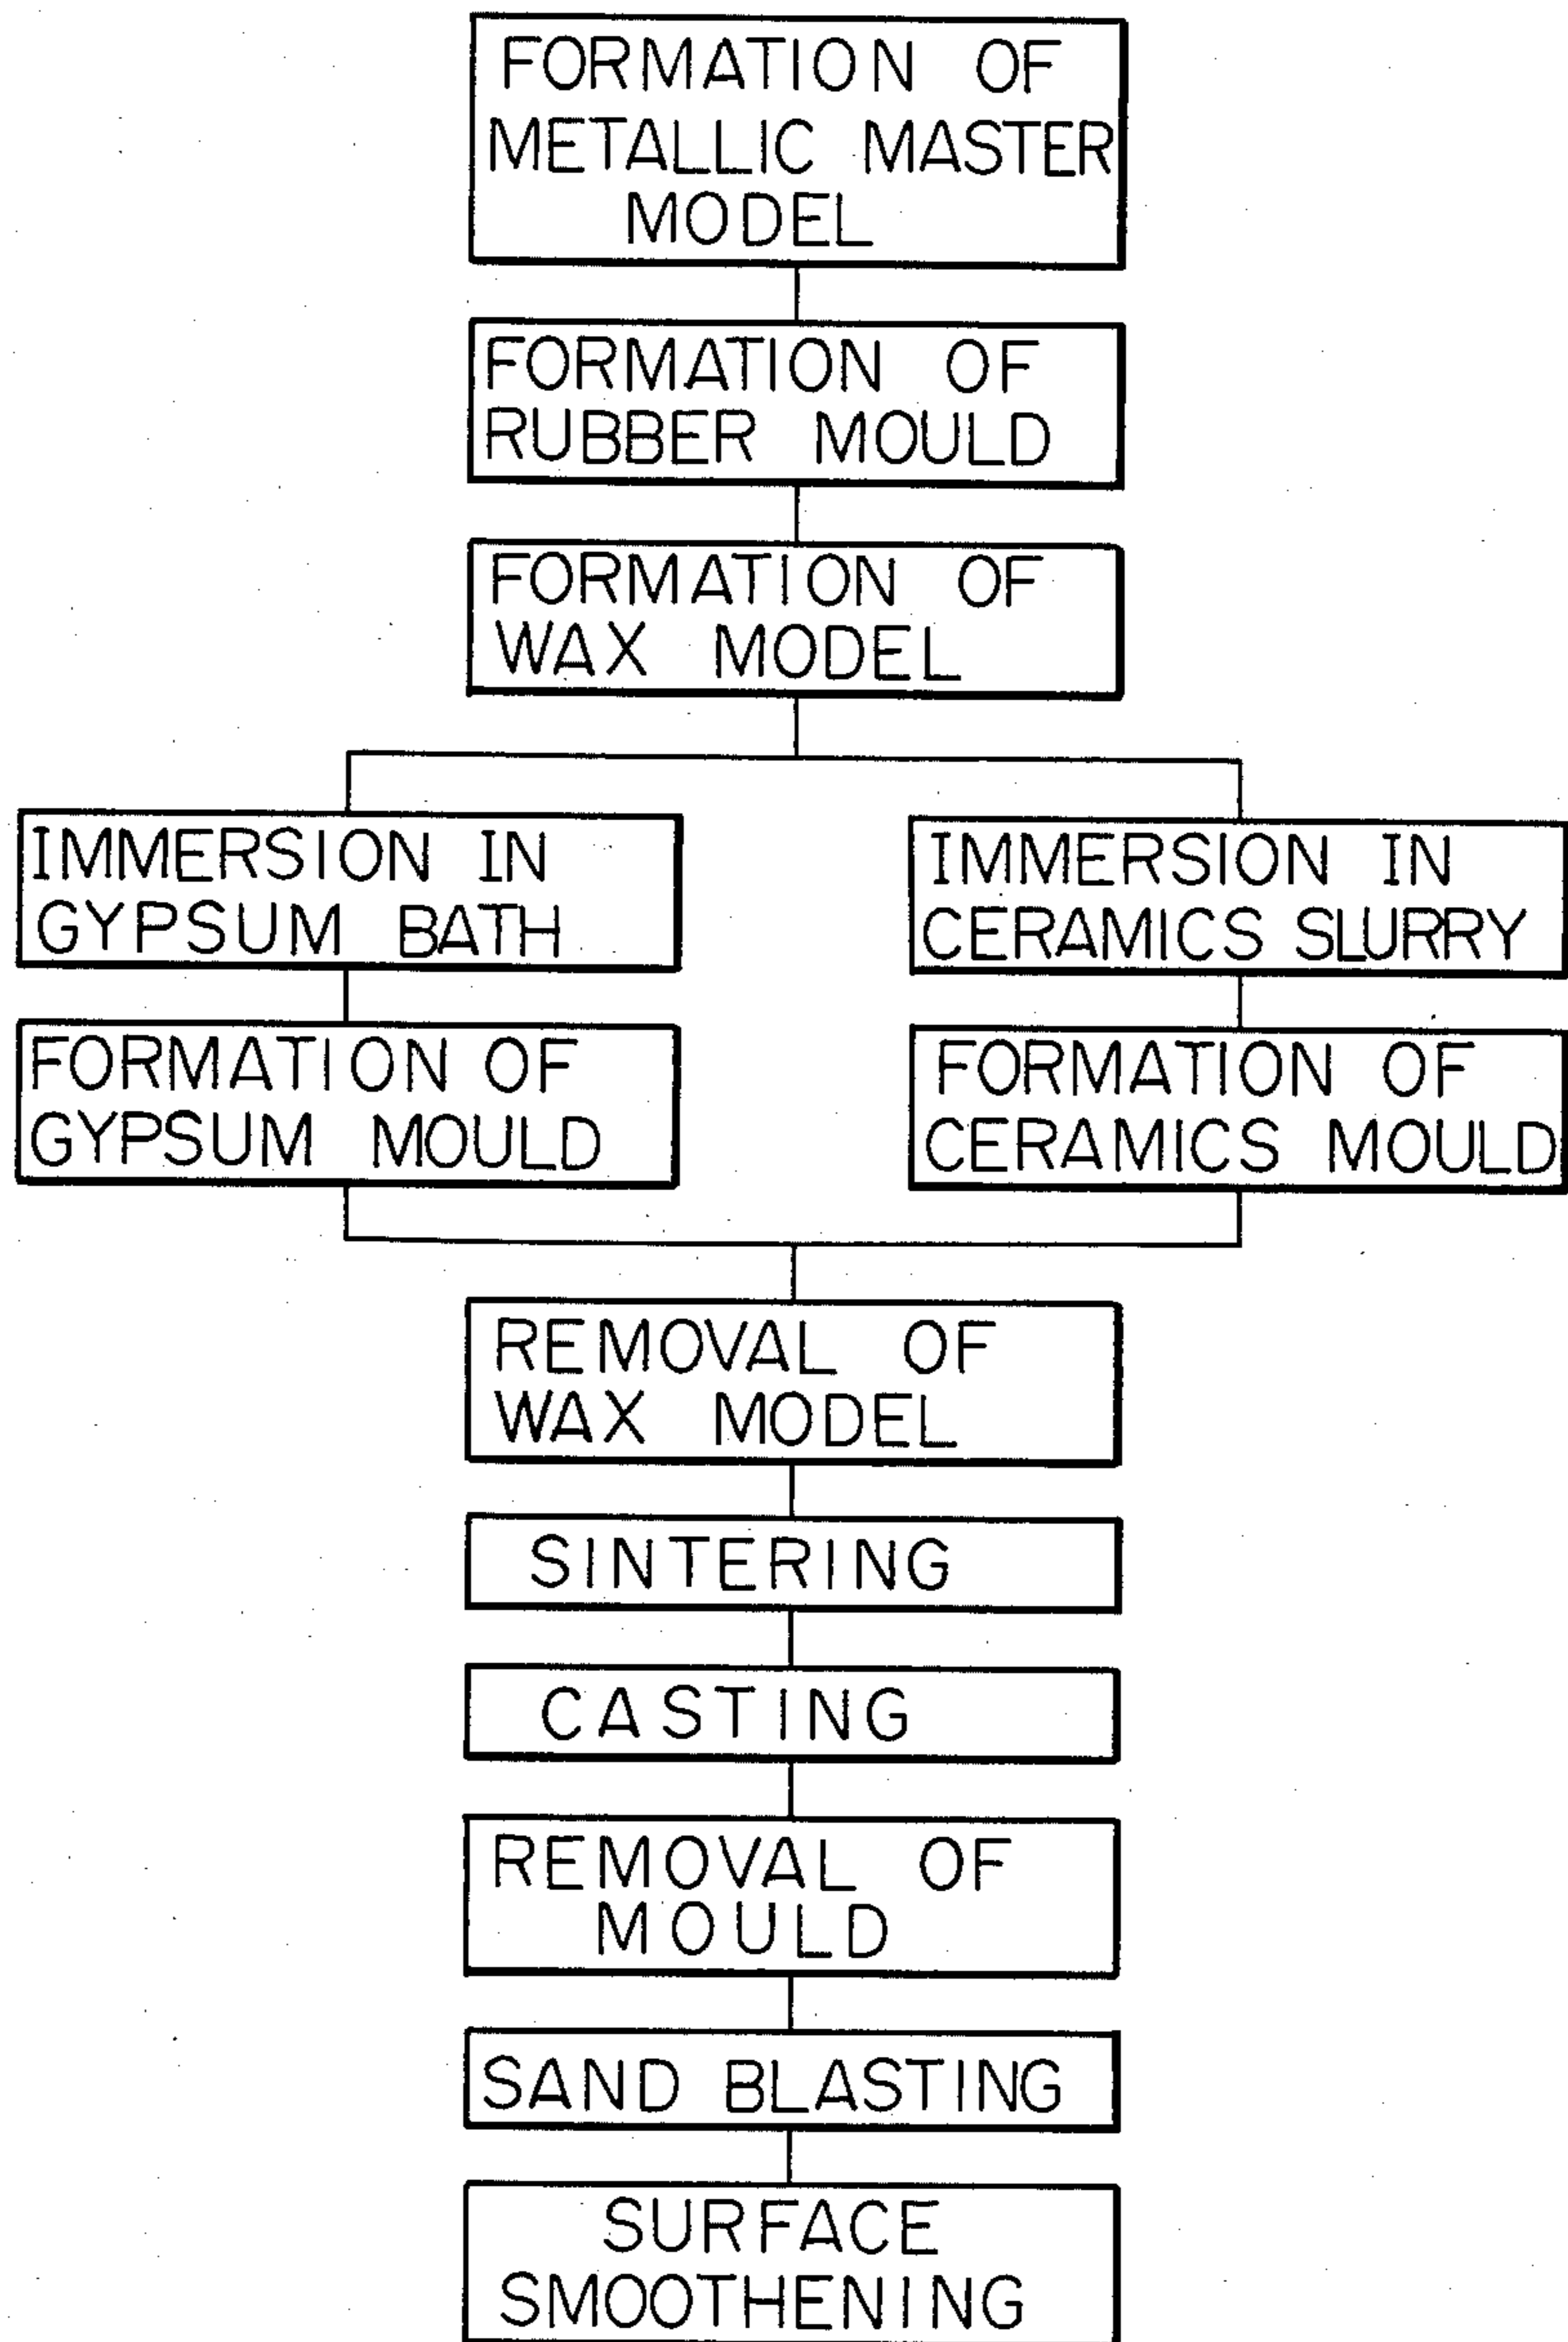 FORMATION OF
METALLIC MASTER
MODEL
FORMATION OF
RUBBER MOULD
FORMATION OF
WAX MODEL
IMMERSION IN
GYPSUM BATH
IMMERSION IN
CERAMICS SLURRY
FORMATION OF
GYPSUM MOULD
FORMATION OF
CERAMICS MOULD
REMOVAL OF
WAX MODEL
SINTERING
CASTING
REMOVAL OF
MOULD
SAND BLASTING
SURFACE
SMOOTHENING